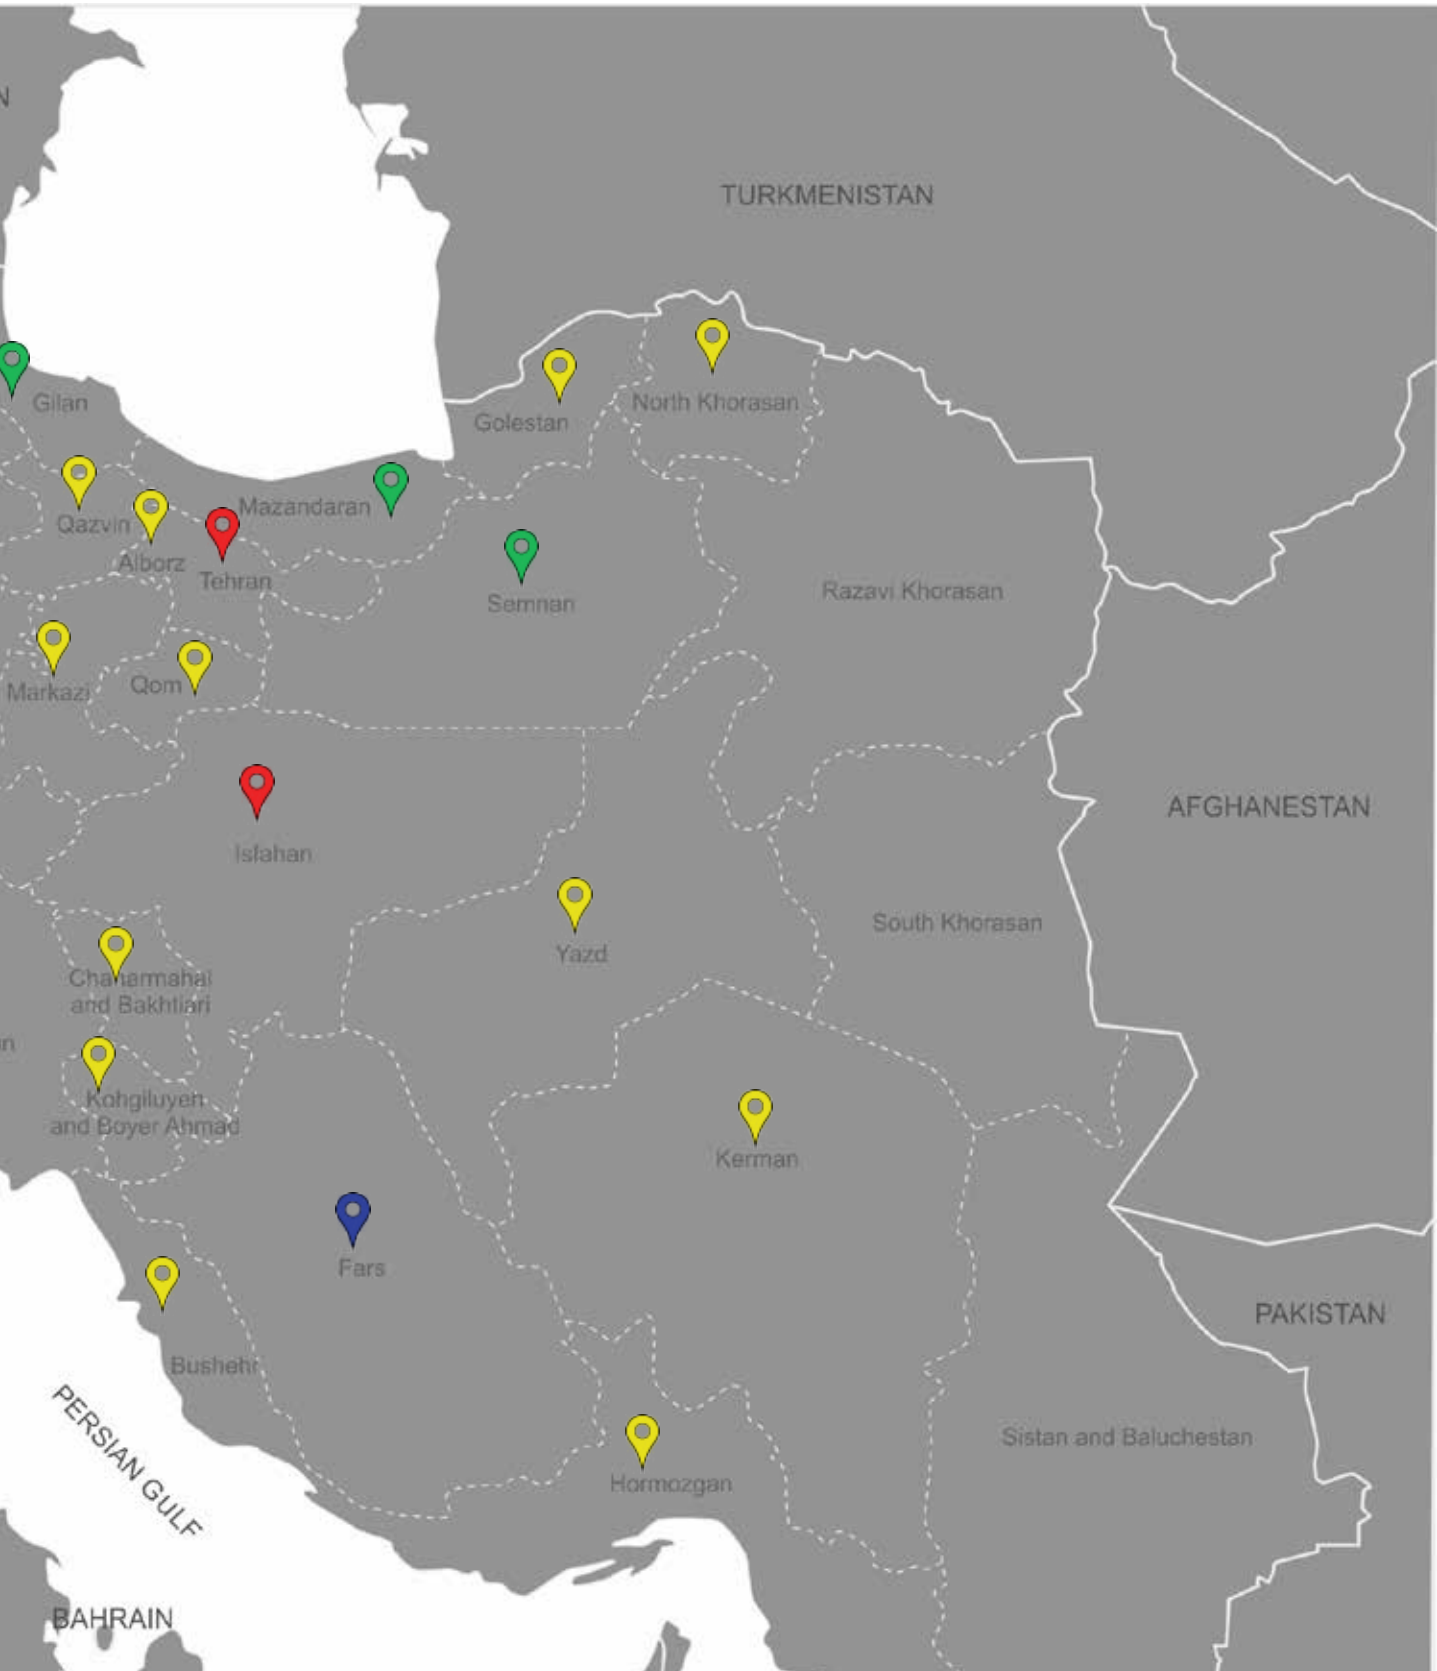 N
TURKMENISTAN
Gilan
Golestan
North Khorasan
Qazvin
Mazandaran
Alborz
Tehran
Semnan
Razavi Khorasan
Markazi
Qom
AFGHANESTAN
Isfahan
South Khorasan
Yazd
Chaharmahal
and Bakhtiari
Kohgiluyeh
and Boyer Ahmad
Kerman
Fars
PAKISTAN
Bushehr
Sistan and Baluchestan
PERSIAN GULF
Hormozgan
BAHRAIN